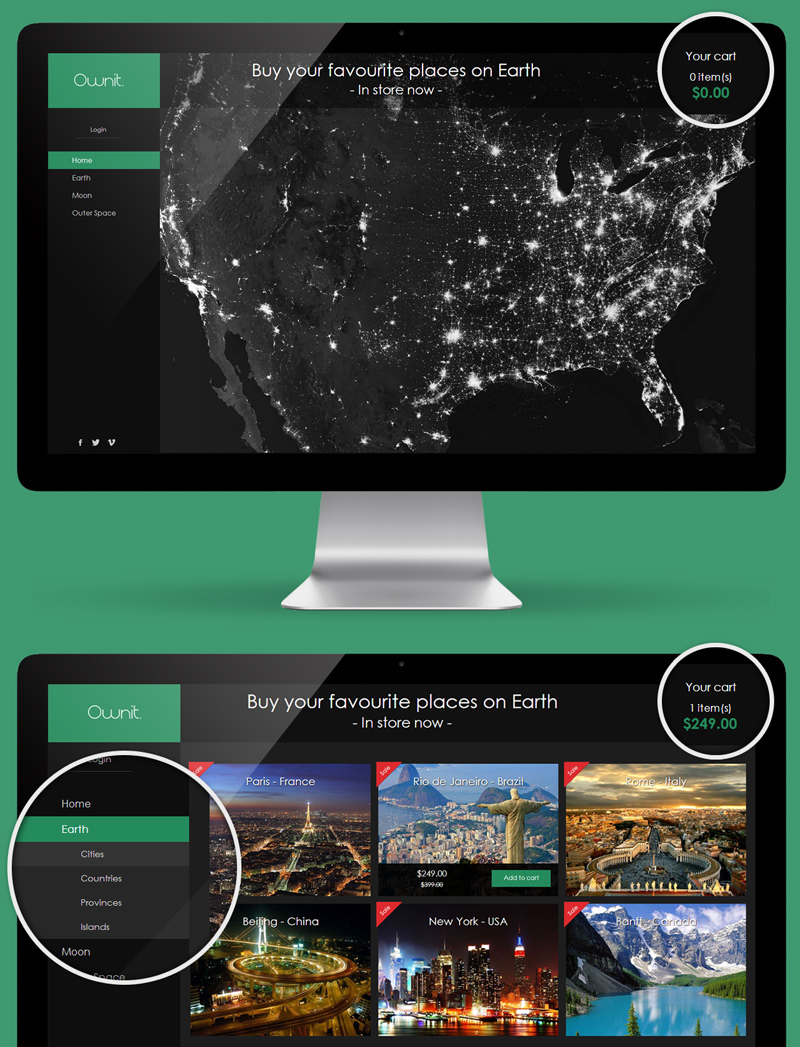 Ownit.
Buy your favourite places on Earth
- In store now -
Your cart
0 item(s)
$0.00
Login
Home
Earth
Moon
Outer Space
Ownit.
Buy your favourite places on Earth
- In store now -
Your cart
1 item(s)
$249.00
Login
Home
Earth
Cities
Countries
Provinces
Islands
Moon
Space
Sale
Paris - France
Sale
Rio de Janeiro - Brazil
$249.00
$399.00
Add to cart
Sale
Rome - Italy
Beijing - China
Sale
New York - USA
Sale
Banff - Canada